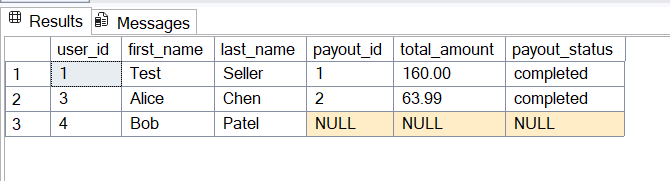 Results Messages
user_id first_name last_name payout_id total_amount payout_status
1 1 Test Seller 1 160.00 completed
2 3 Alice Chen 2 63.99 completed
3 4 Bob Patel NULL NULL NULL